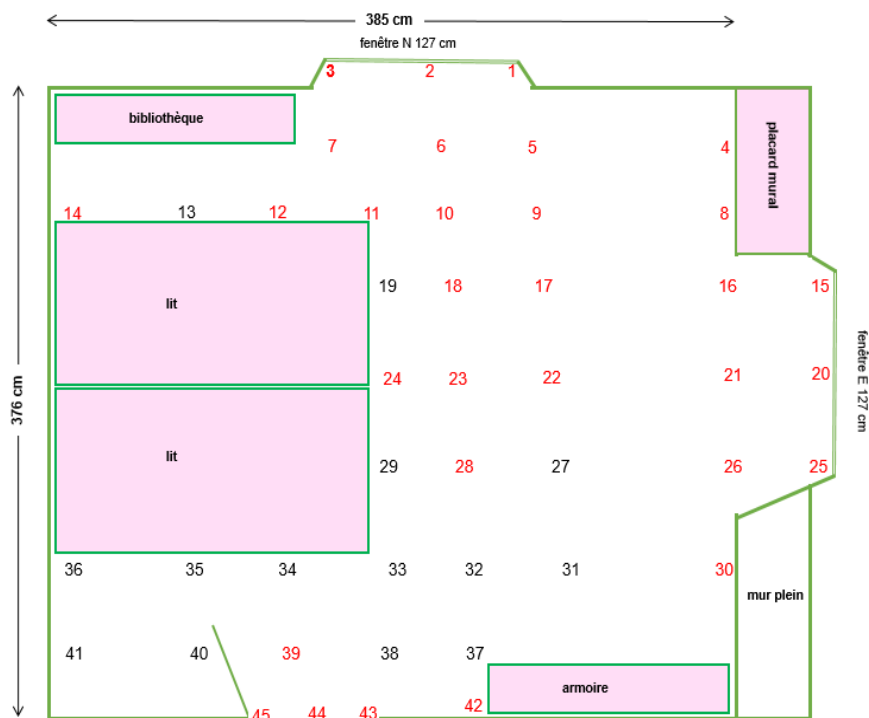 385 cm
fenêtre N 127 cm
3 2 1
bibliothèque
placard mural
7 6 5 4
14 13 12 11 10 9 8
376 cm
lit
19 18 17 16 15
fenêtre E 127 cm
24 23 22 21 20
lit
29 28 27 26 25
36 35 34 33 32 31 30
mur plein
41 40 39 38 37
armoire
45 44 43 42